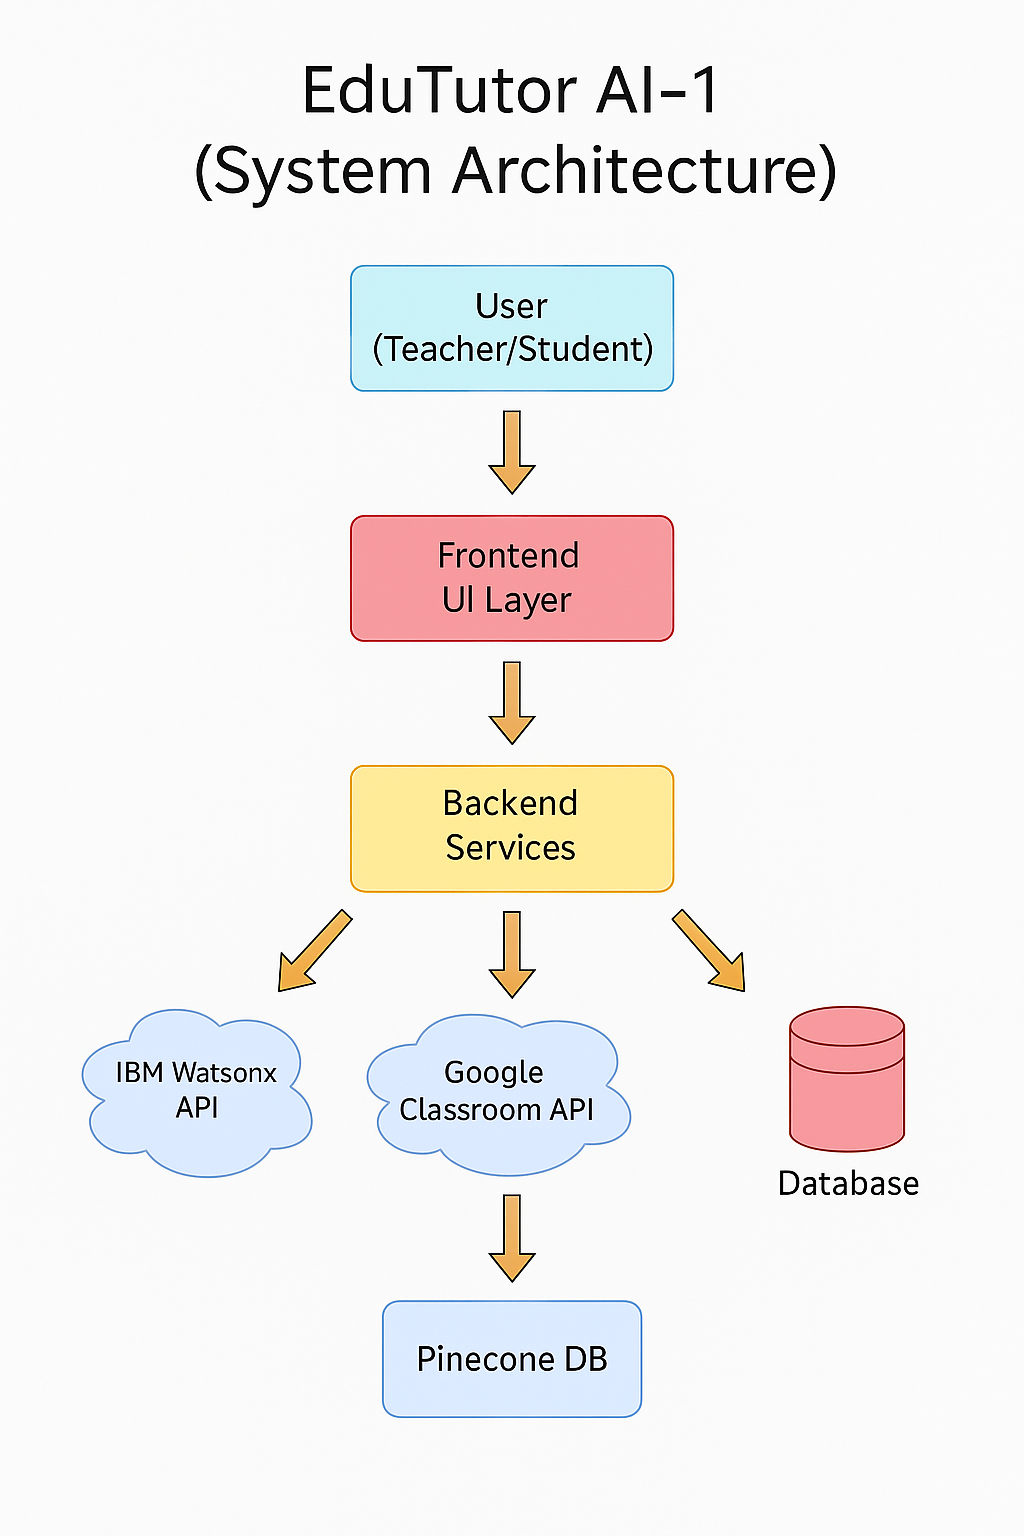 EduTutor AI-1
(System Architecture)
User
(Teacher/Student)
Frontend
UI Layer
Backend
Services
IBM Watsonx
API
Google
Classroom API
Database
Pinecone DB